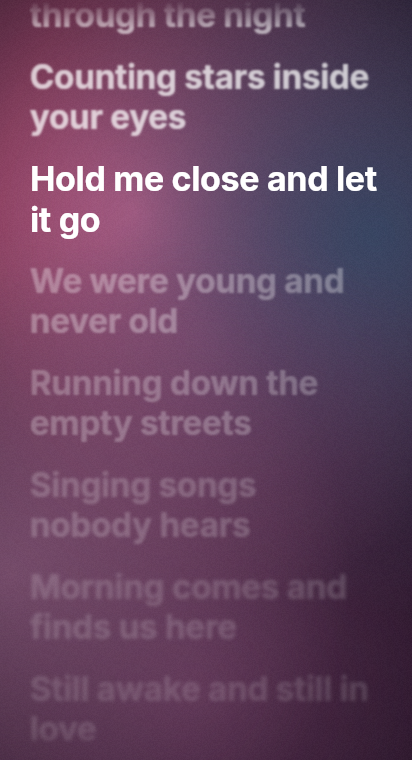 through the night
Counting stars inside
your eyes
Hold me close and let
it go
We were young and
never old
Running down the
empty streets
Singing songs
nobody hears
Morning comes and
finds us here
Still awake and still in
love